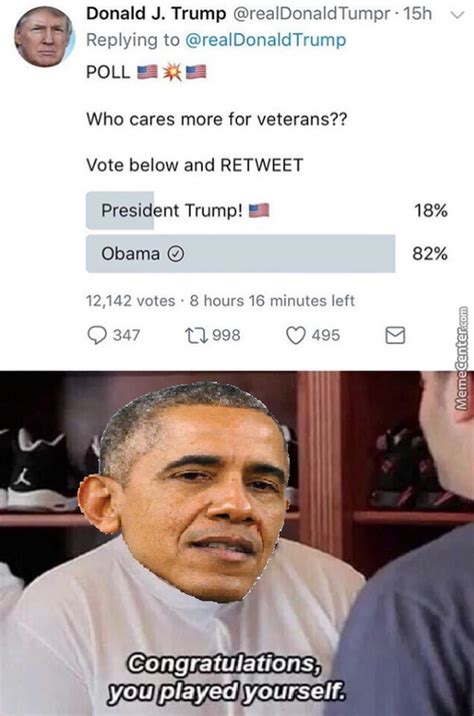 Donald J. Trump @realDonaldTumpr · 15h
Replying to @realDonaldTrump
POLL 🇺🇸💥🇺🇸
Who cares more for veterans??
Vote below and RETWEET
President Trump! 🇺🇸 18%
Obama 82%
12,142 votes · 8 hours 16 minutes left
347 998 495
MemeCenter.com
Congratulations,
you played yourself.